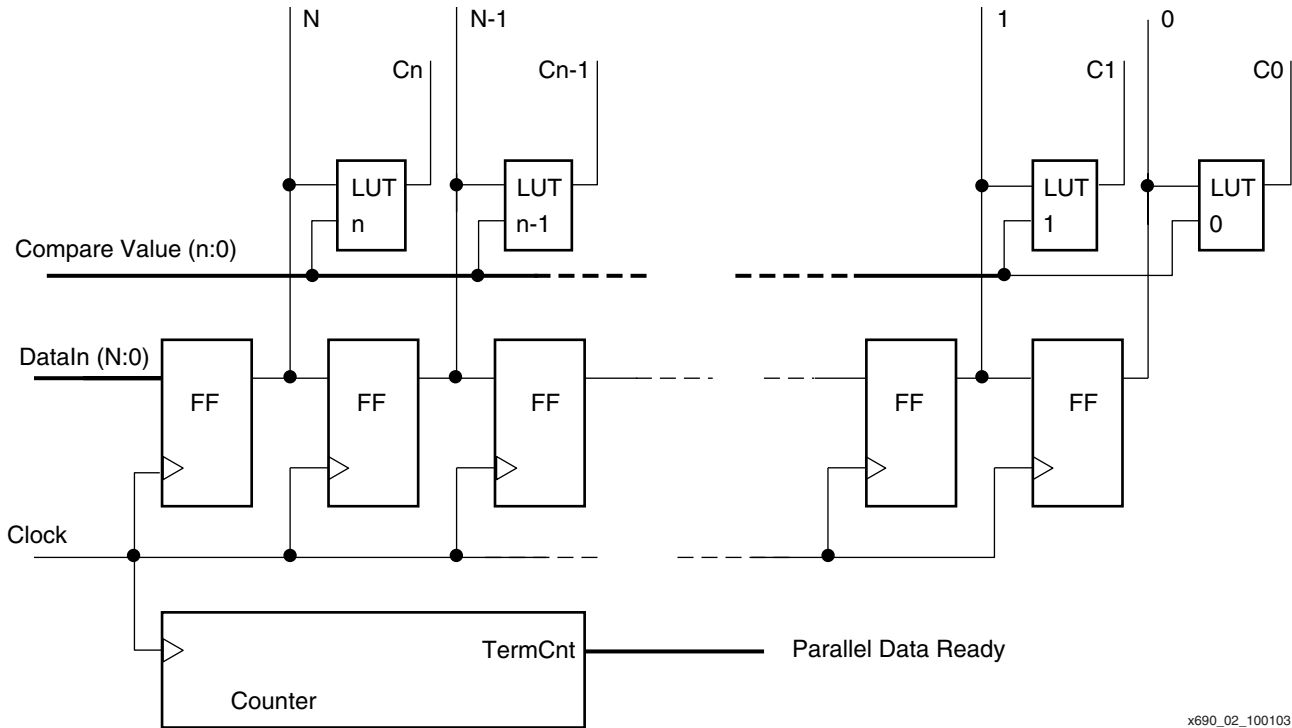 N
N-1
1
0
Cn
Cn-1
C1
C0
LUT
n
LUT
n-1
LUT
1
LUT
0
Compare Value (n:0)
DataIn (N:0)
FF
FF
FF
FF
FF
Clock
TermCnt
Parallel Data Ready
Counter
x690_02_100103